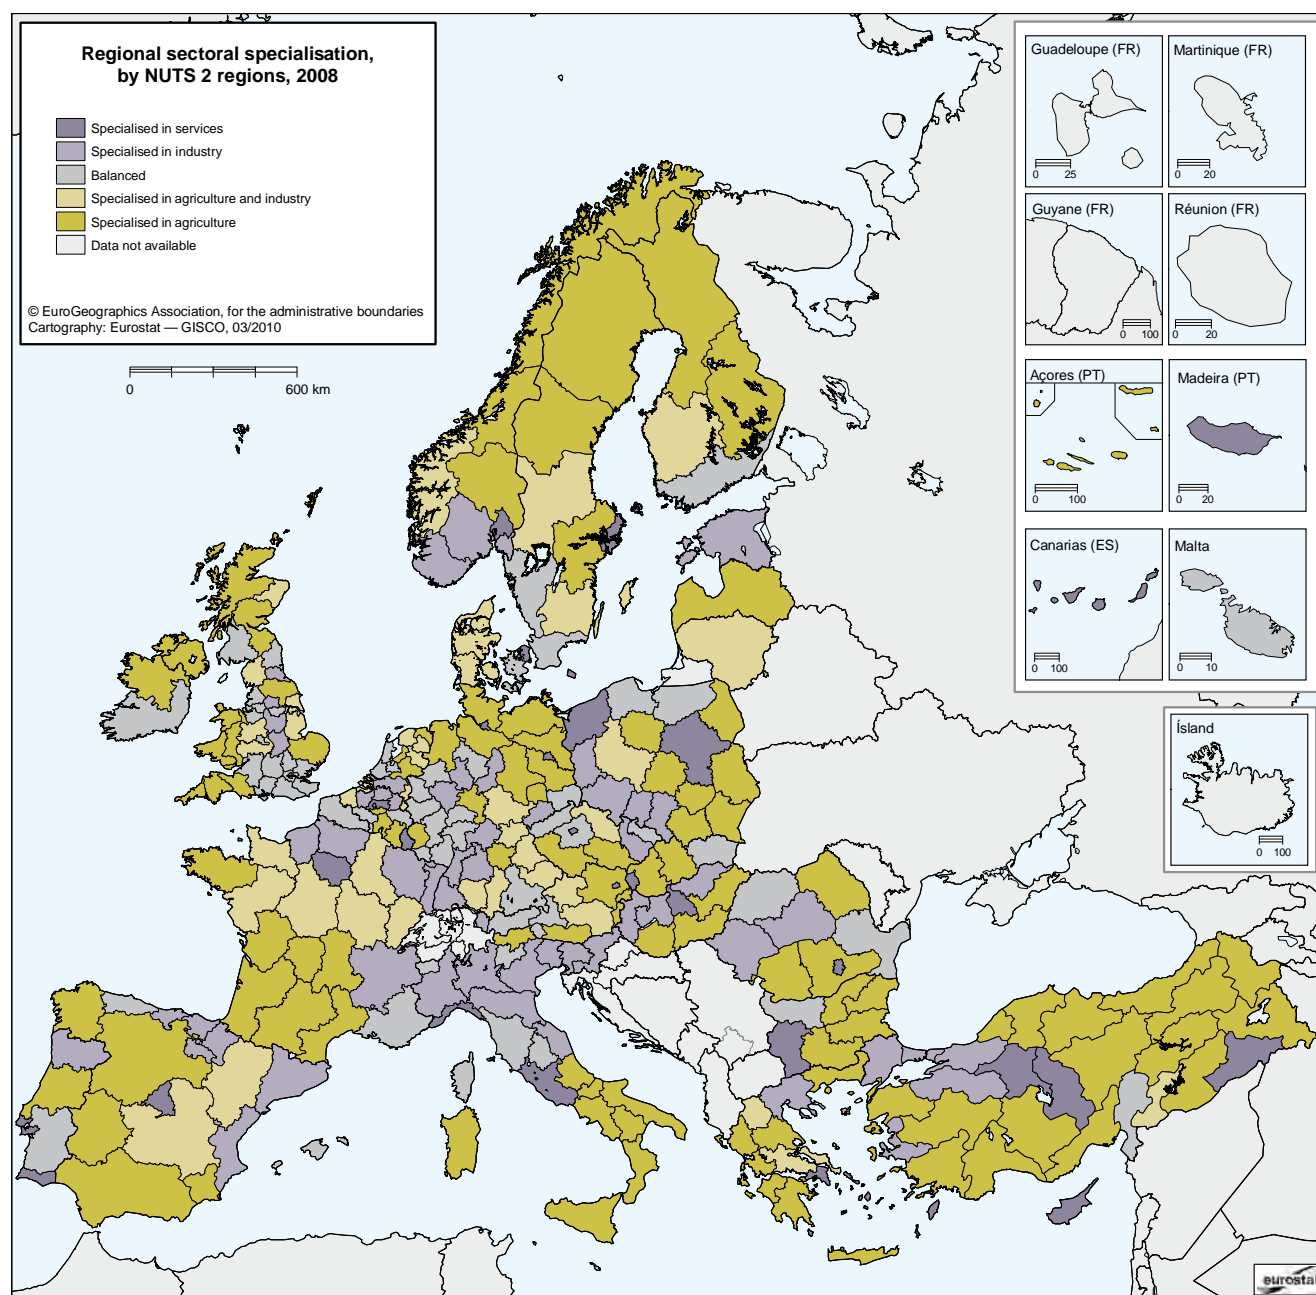 Regional sectoral specialisation,
by NUTS 2 regions, 2008
Specialised in services
Specialised in industry
Balanced
Specialised in agriculture and industry
Specialised in agriculture
Data not available
© EuroGeographics Association, for the administrative boundaries
Cartography: Eurostat — GISCO, 03/2010
0 600 km
Guadeloupe (FR)
0 25
Martinique (FR)
0 20
Guyane (FR)
0 100
Réunion (FR)
0 20
Açores (PT)
0 100
Madeira (PT)
0 20
Canarias (ES)
0 100
Malta
0 10
Ísland
0 100
eurostat